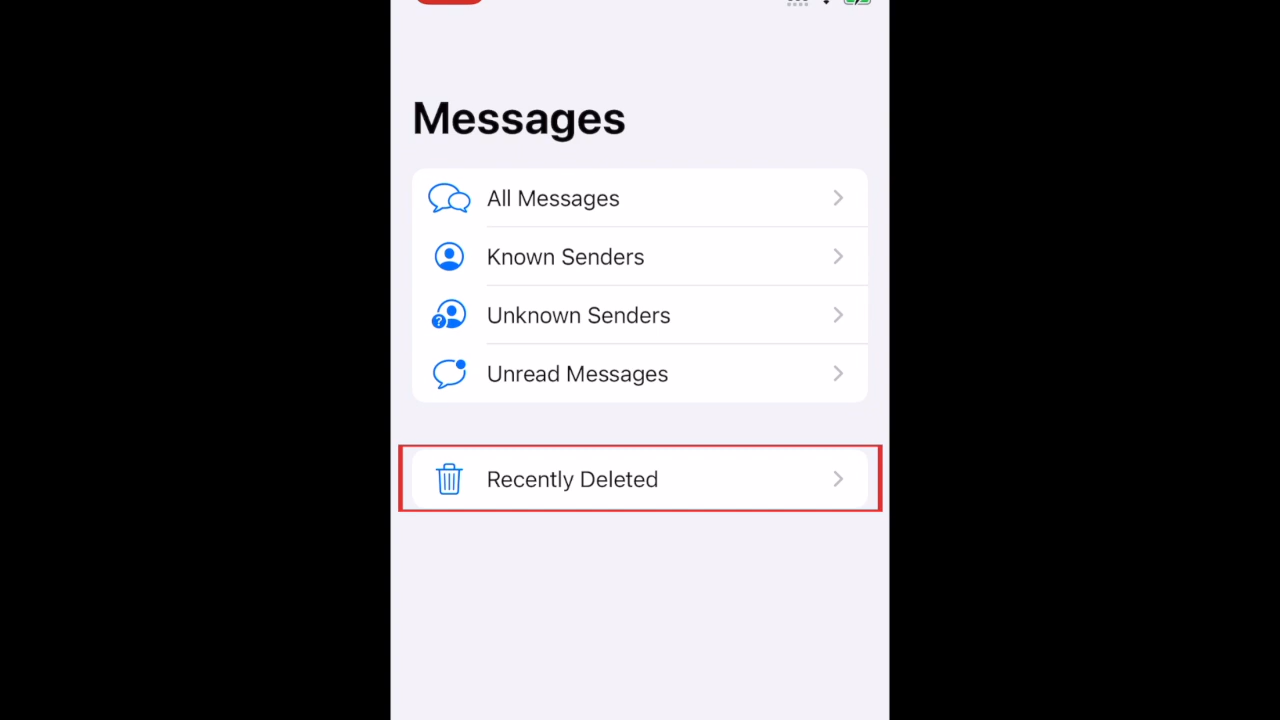 Messages
All Messages
Known Senders
Unknown Senders
Unread Messages
Recently Deleted